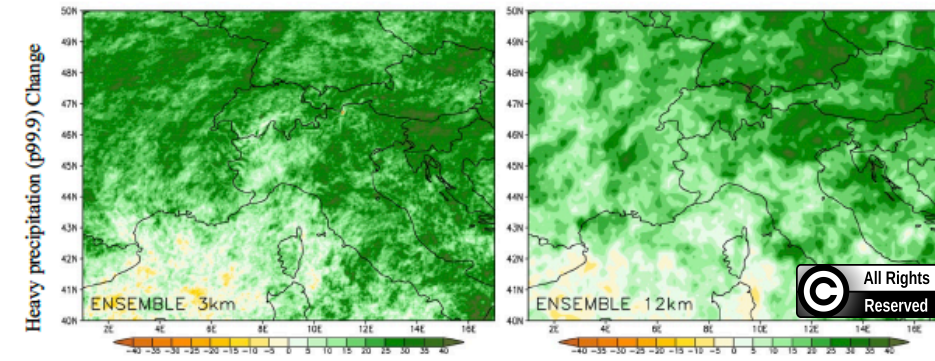 Heavy precipitation (p99.9) Change
50N
49N
48N
47N
46N
45N
44N
43N
42N
41N
40N
ENSEMBLE 3km
2E 4E 6E 8E 10E 12E 14E 16E
-40 -35 -30 -25 -20 -15 -10 -5 0 5 10 15 20 25 30 35 40
50N
49N
48N
47N
46N
45N
44N
43N
42N
41N
40N
ENSEMBLE 12km
2E 4E 6E 8E 10E 12E 14E 16E
-40 -35 -30 -25 -20 -15 -10 -5 0 5 10 15 20 25 30 35 40
C All Rights
Reserved